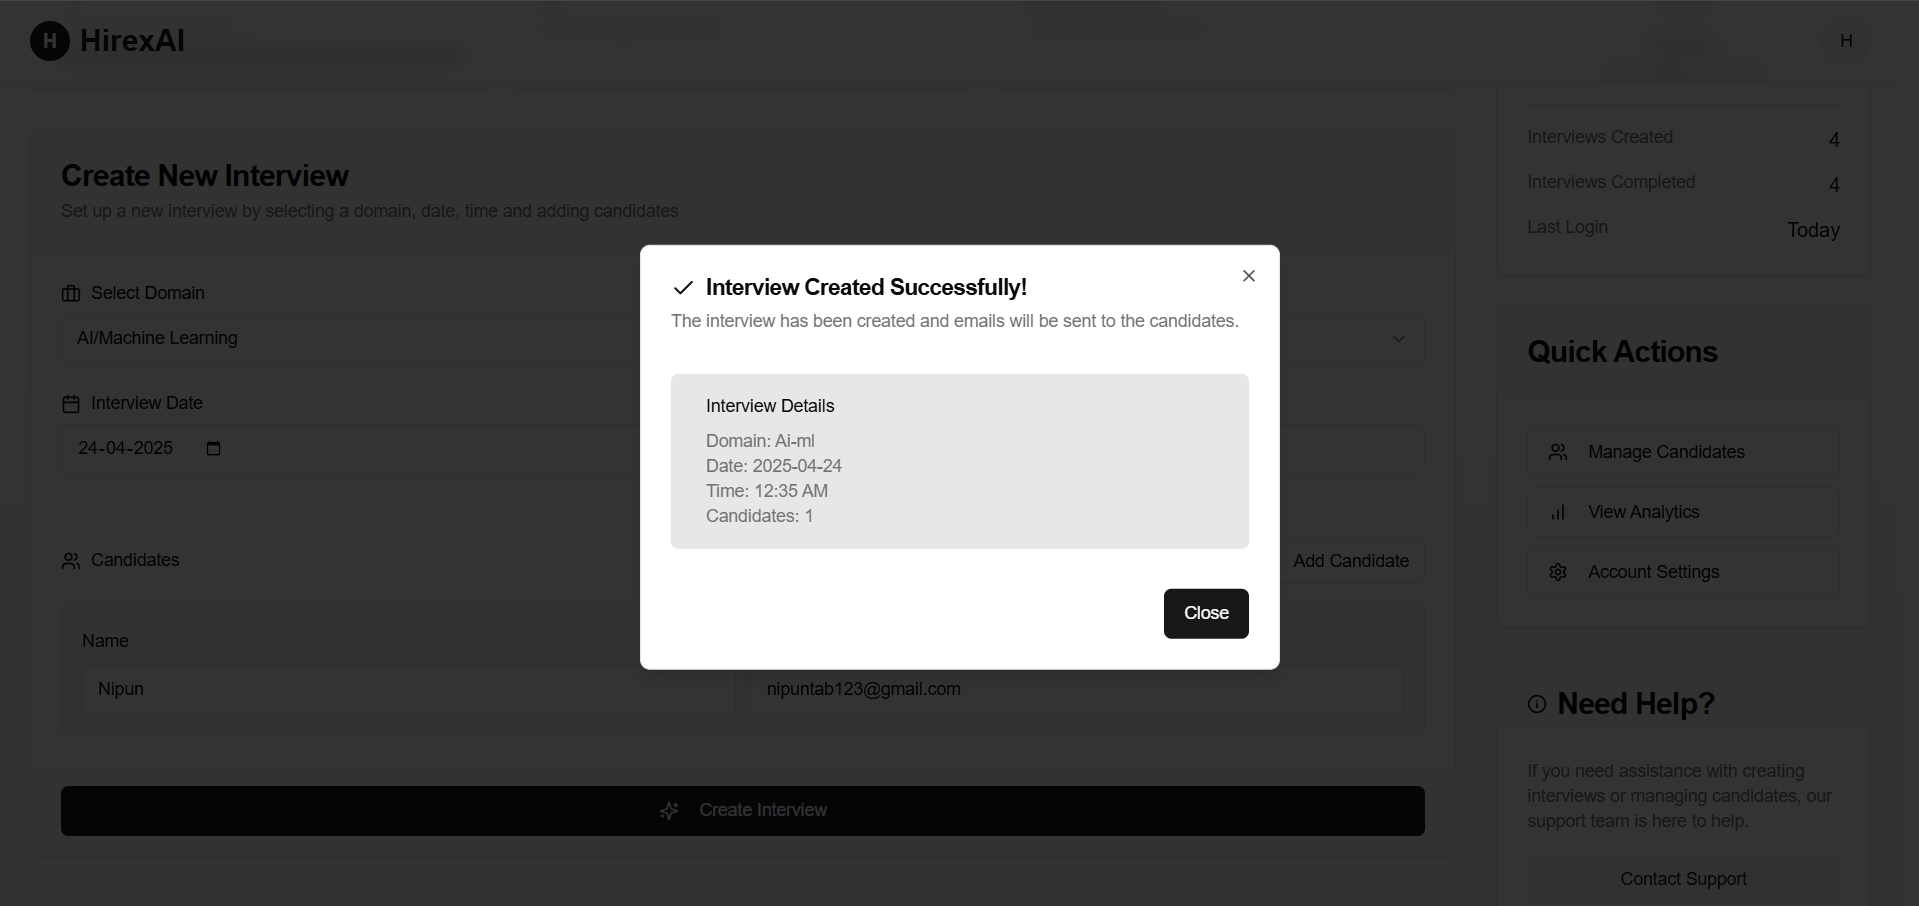 H HirexAI
H
Create New Interview
Set up a new interview by selecting a domain, date, time and adding candidates
Select Domain
AI/Machine Learning
Interview Date
24-04-2025
Candidates
Add Candidate
Name
Nipun
nipuntab123@gmail.com
Create Interview
Interview Created Successfully!
The interview has been created and emails will be sent to the candidates.
Interview Details
Domain: Ai-ml
Date: 2025-04-24
Time: 12:35 AM
Candidates: 1
Close
Interviews Created 4
Interviews Completed 4
Last Login Today
Quick Actions
Manage Candidates
View Analytics
Account Settings
Need Help?
If you need assistance with creating
interviews or managing candidates, our
support team is here to help.
Contact Support